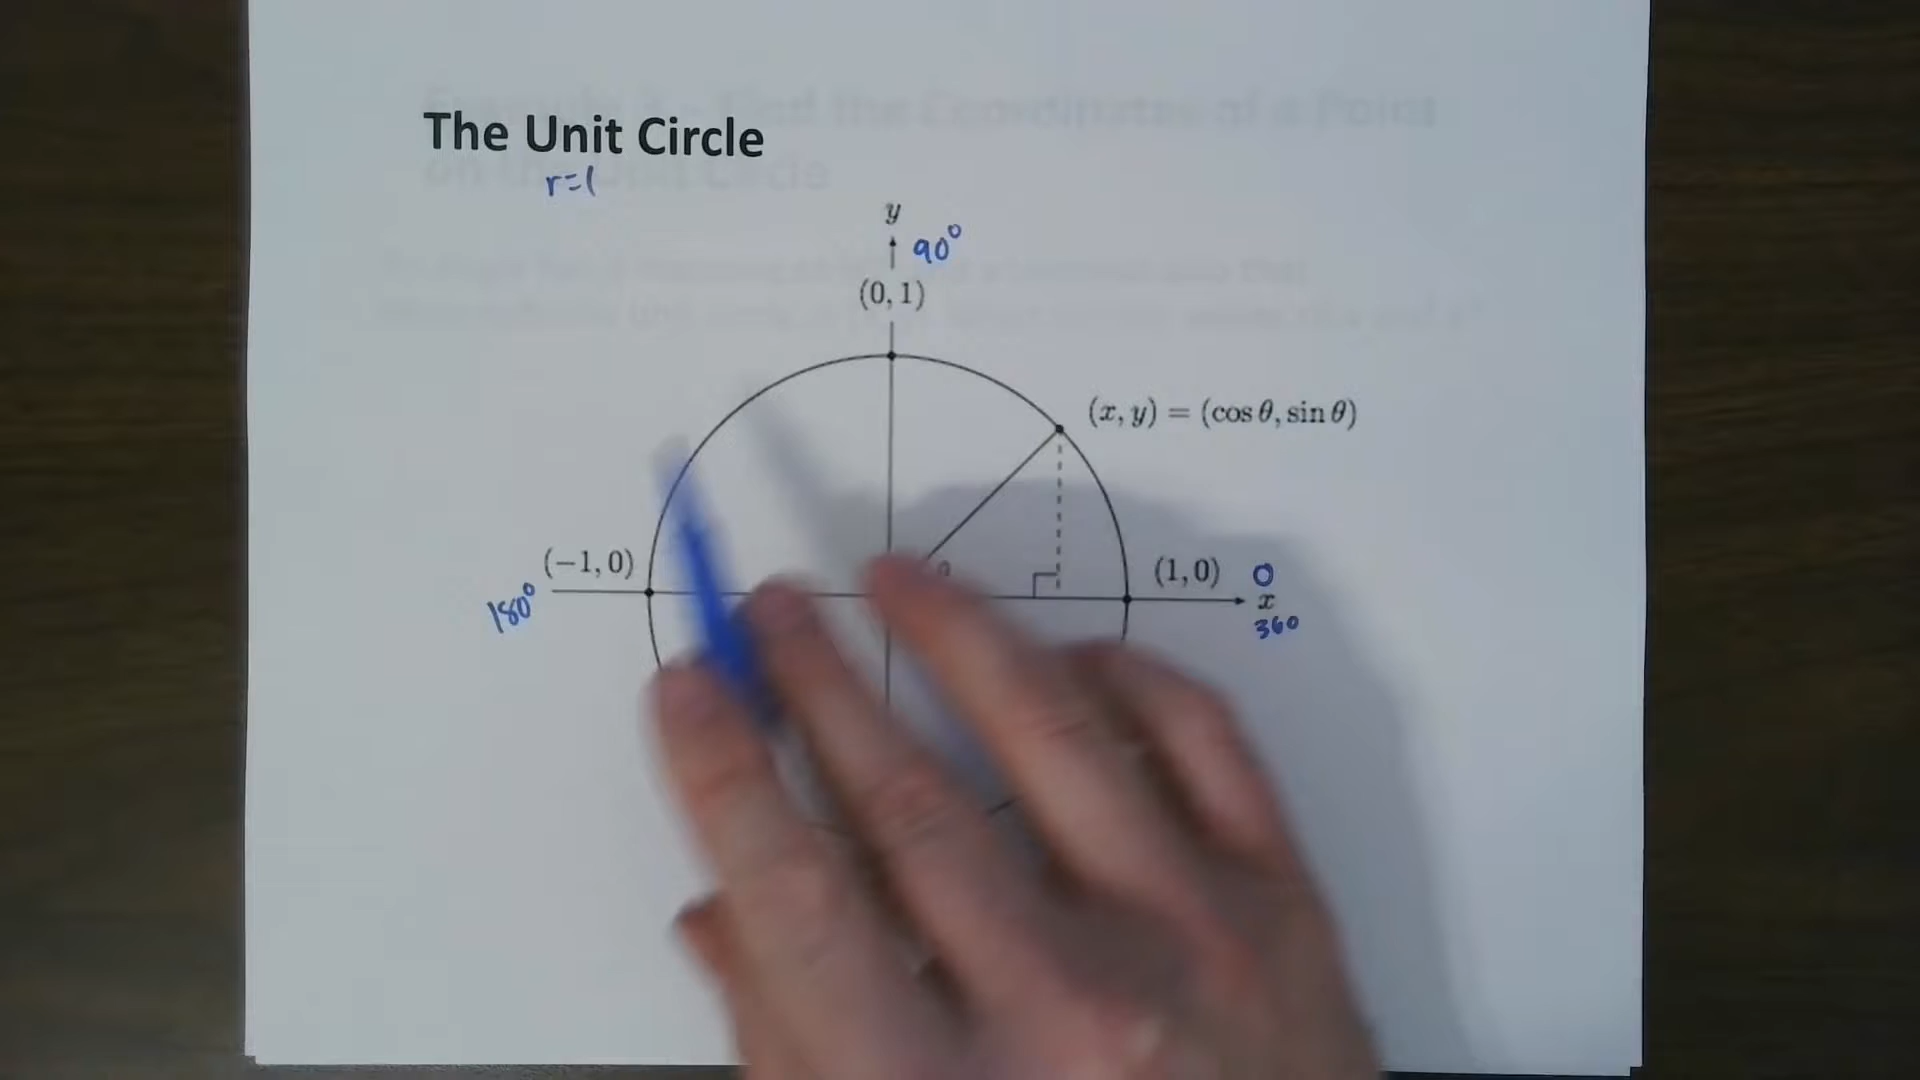 The Unit Circle
r=1
y
90°
(0, 1)
(x, y) = (cos θ, sin θ)
(−1, 0)
(1, 0) 0
180°
x
360